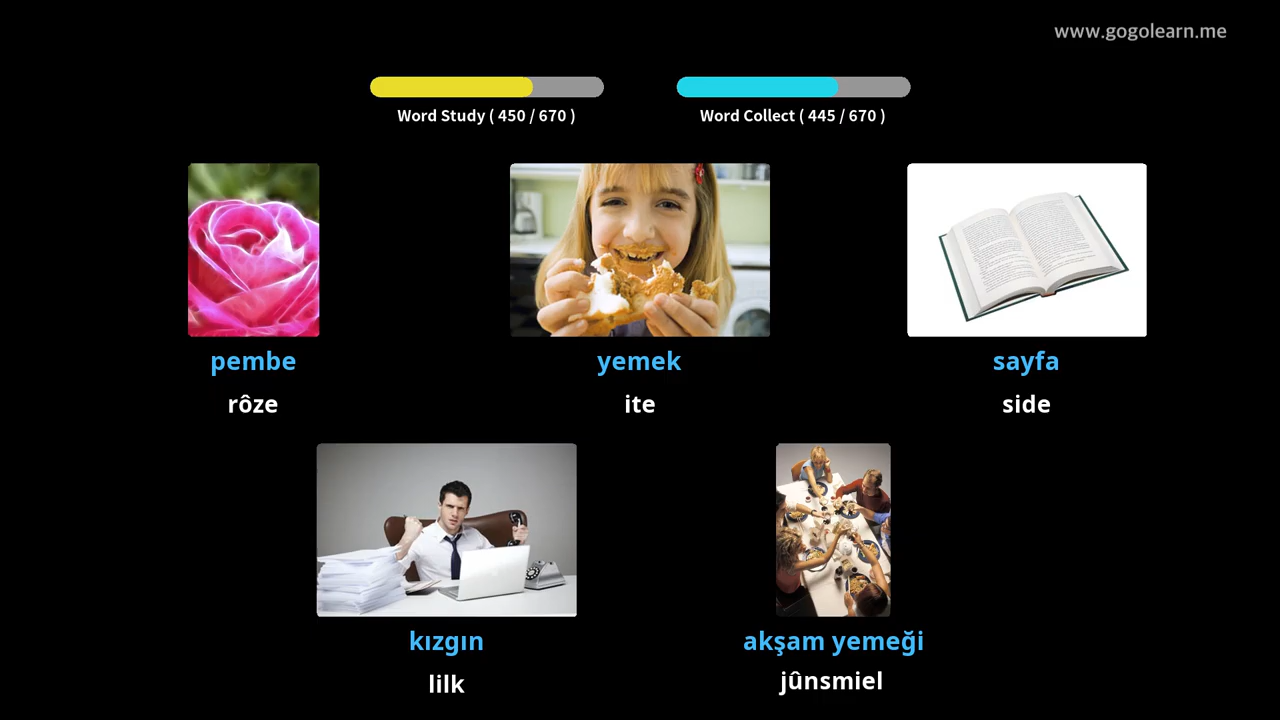 www.gogolearn.me
Word Study ( 450 / 670 )
Word Collect ( 445 / 670 )
pembe
rôze
yemek
ite
sayfa
side
kızgın
lilk
akşam yemeği
jûnsmiel